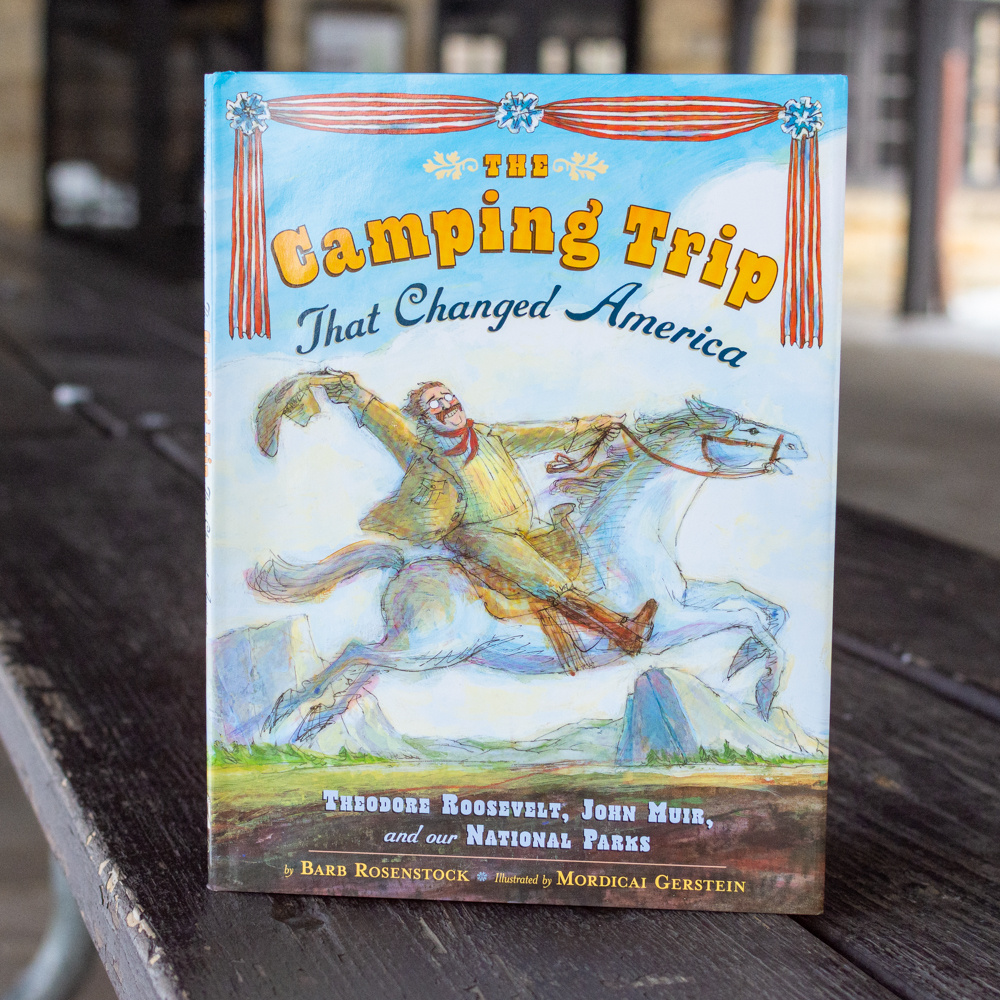 THE
Camping Trip
That Changed America
THEODORE ROOSEVELT, JOHN MUIR,
and our NATIONAL PARKS
by BARB ROSENSTOCK Illustrated by MORDICAI GERSTEIN